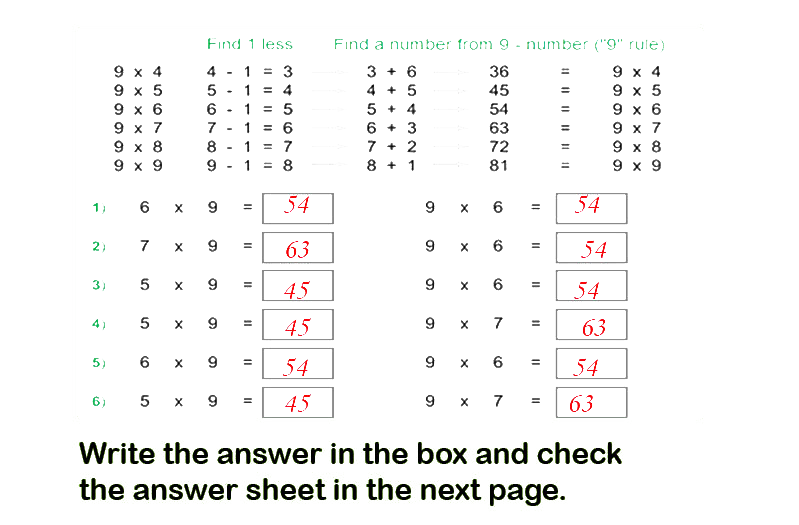 Find 1 less Find a number from 9 - number ("9" rule)
9 x 4 4 - 1 = 3 3 + 6 36 = 9 x 4
9 x 5 5 - 1 = 4 4 + 5 45 = 9 x 5
9 x 6 6 - 1 = 5 5 + 4 54 = 9 x 6
9 x 7 7 - 1 = 6 6 + 3 63 = 9 x 7
9 x 8 8 - 1 = 7 7 + 2 72 = 9 x 8
9 x 9 9 - 1 = 8 8 + 1 81 = 9 x 9
1) 6 x 9 = 54 9 x 6 = 54
2) 7 x 9 = 63 9 x 6 = 54
3) 5 x 9 = 45 9 x 6 = 54
4) 5 x 9 = 45 9 x 7 = 63
5) 6 x 9 = 54 9 x 6 = 54
6) 5 x 9 = 45 9 x 7 = 63
Write the answer in the box and check
the answer sheet in the next page.